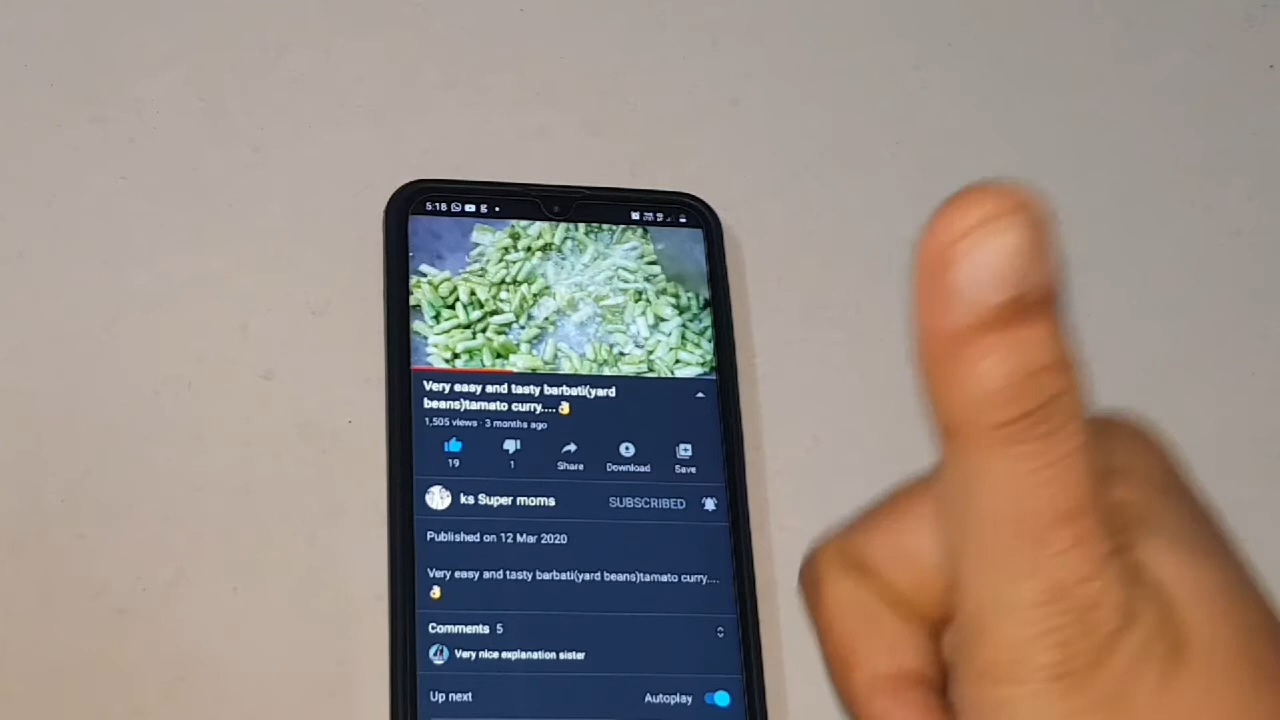 5:18
Very easy and tasty barbati(yard
beans)tamato curry....👌
1,505 views · 3 months ago
19
1
Share
Download
Save
ks Super moms
SUBSCRIBED
Published on 12 Mar 2020
Very easy and tasty barbati(yard beans)tamato curry....
👌
Comments 5
Very nice explanation sister
Up next
Autoplay